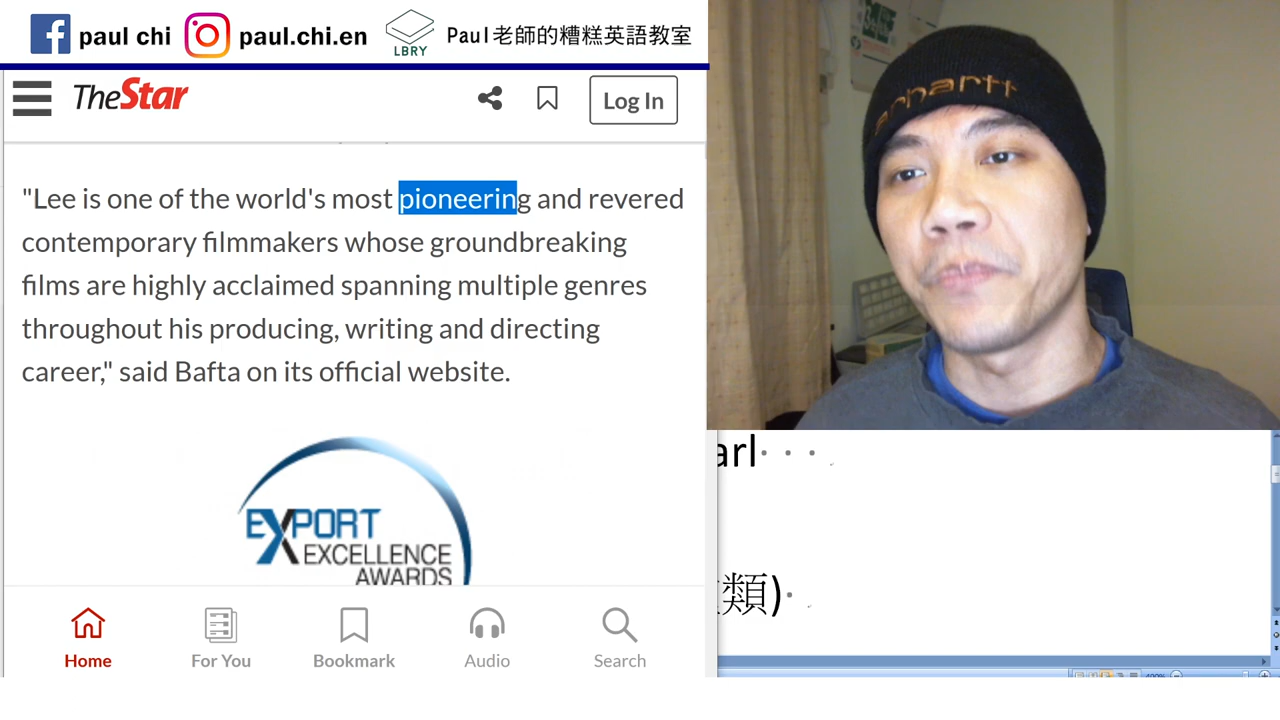 paul chi paul.chi.en LBRY Paul老師的糟糕英語教室
TheStar Log In
"Lee is one of the world's most pioneering and revered
contemporary filmmakers whose groundbreaking
films are highly acclaimed spanning multiple genres
throughout his producing, writing and directing
career," said Bafta on its official website.
EXPORT
EXCELLENCE
AWARDS
Home For You Bookmark Audio Search
carhartt
arl
類)
400%